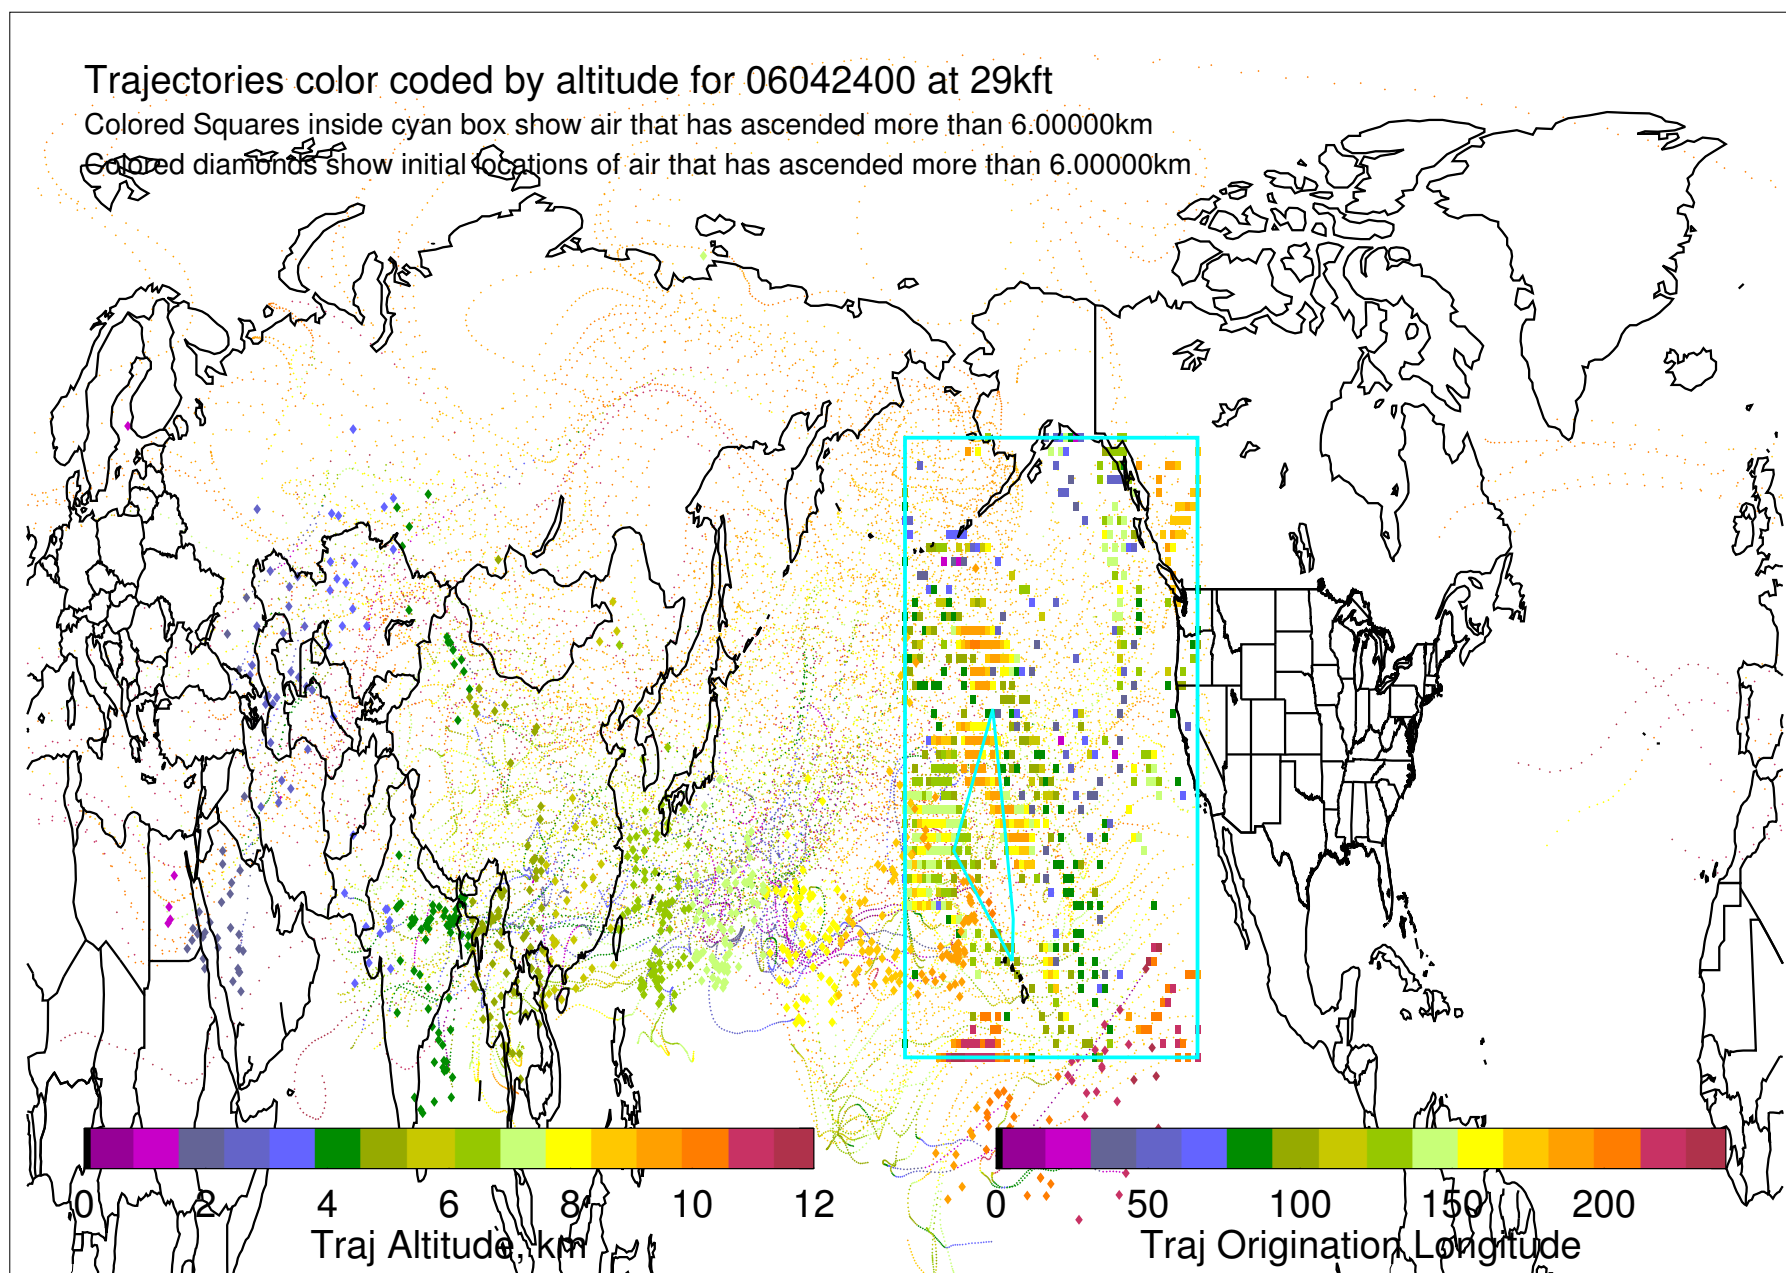 Trajectories color coded by altitude for 06042400 at 29kft
Colored Squares inside cyan box show air that has ascended more than 6.00000km
Colored diamonds show initial locations of air that has ascended more than 6.00000km
0 2 4 6 8 10 12
Traj Altitude, km
0 50 100 150 200
Traj Origination Longitude